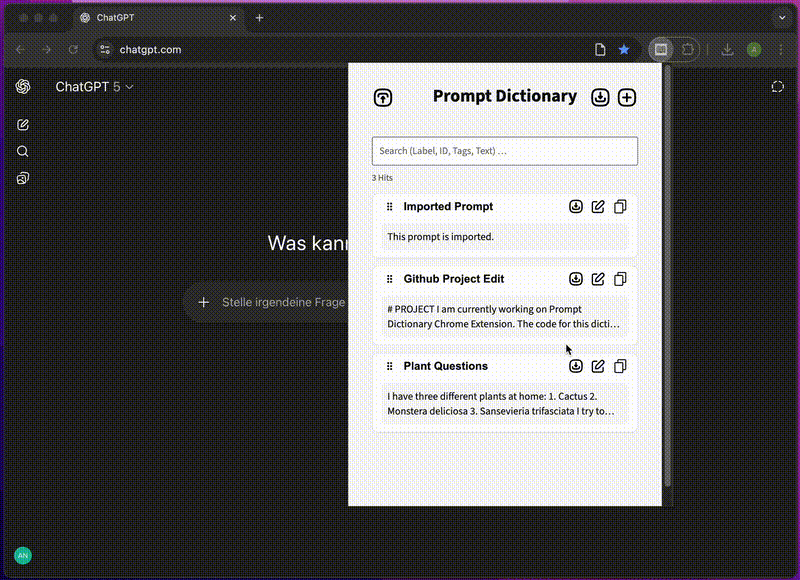 ChatGPT
chatgpt.com
A
ChatGPT 5
Prompt Dictionary
Search (Label, ID, Tags, Text) …
3 Hits
Imported Prompt
This prompt is imported.
Github Project Edit
# PROJECT I am currently working on Prompt
Dictionary Chrome Extension. The code for this dicti…
Plant Questions
I have three different plants at home: 1. Cactus 2.
Monstera deliciosa 3. Sansevieria trifasciata I try to…
Was kann
Stelle irgendeine Frage
AN